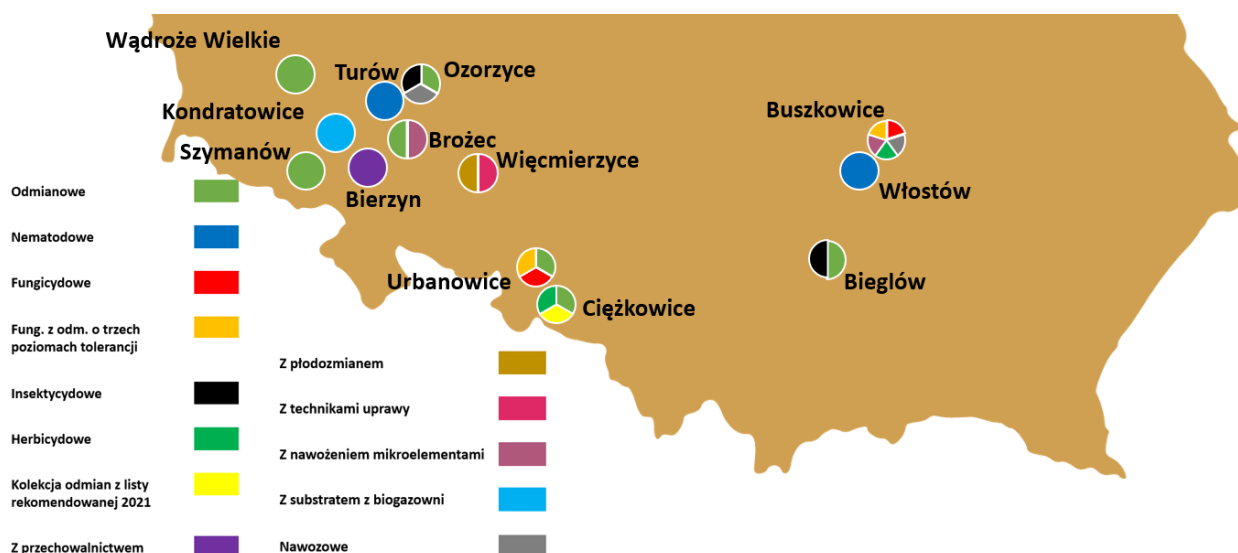 Wądroże Wielkie
Turów
Ozorzyce
Kondratowice
Buszkowice
Szymanów
Brożec
Więcmierzyce
Bierzyn
Włostów
Urbanowice
Bieglów
Ciężkowice
Odmianowe
Nematodowe
Fungicydowe
Fung. z odm. o trzech
poziomach tolerancji
Insektycydowe
Herbicydowe
Kolekcja odmian z listy
rekomendowanej 2021
Z przechowalnictwem
Z płodozmianem
Z technikami uprawy
Z nawożeniem mikroelementami
Z substratem z biogazowni
Nawozowe